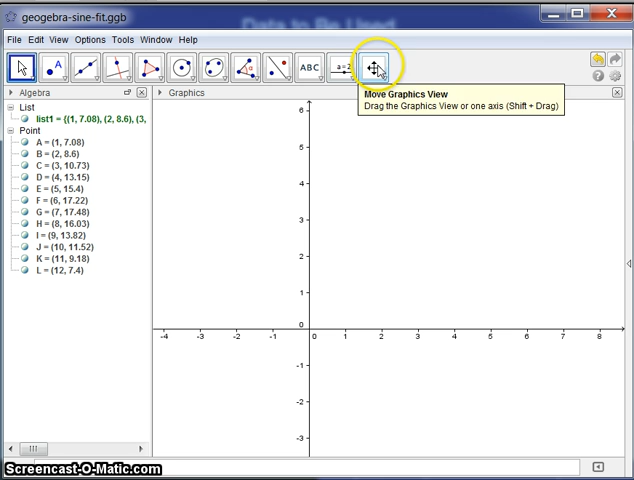 Data to Be Used
geogebra-sine-fit.ggb
File Edit View Options Tools Window Help
A
ABC
a=2
Move Graphics View
Drag the Graphics View or one axis (Shift + Drag)
Algebra
Graphics
List
list1 = {(1, 7.08), (2, 8.6), (3,
Point
A = (1, 7.08)
B = (2, 8.6)
C = (3, 10.73)
D = (4, 13.15)
E = (5, 15.4)
F = (6, 17.22)
G = (7, 17.48)
H = (8, 16.03)
I = (9, 13.82)
J = (10, 11.52)
K = (11, 9.18)
L = (12, 7.4)
6
5
4
3
2
1
0
-4 -3 -2 -1 0 1 2 3 4 5 6 7 8
-1
-2
-3
Screencast-O-Matic.com